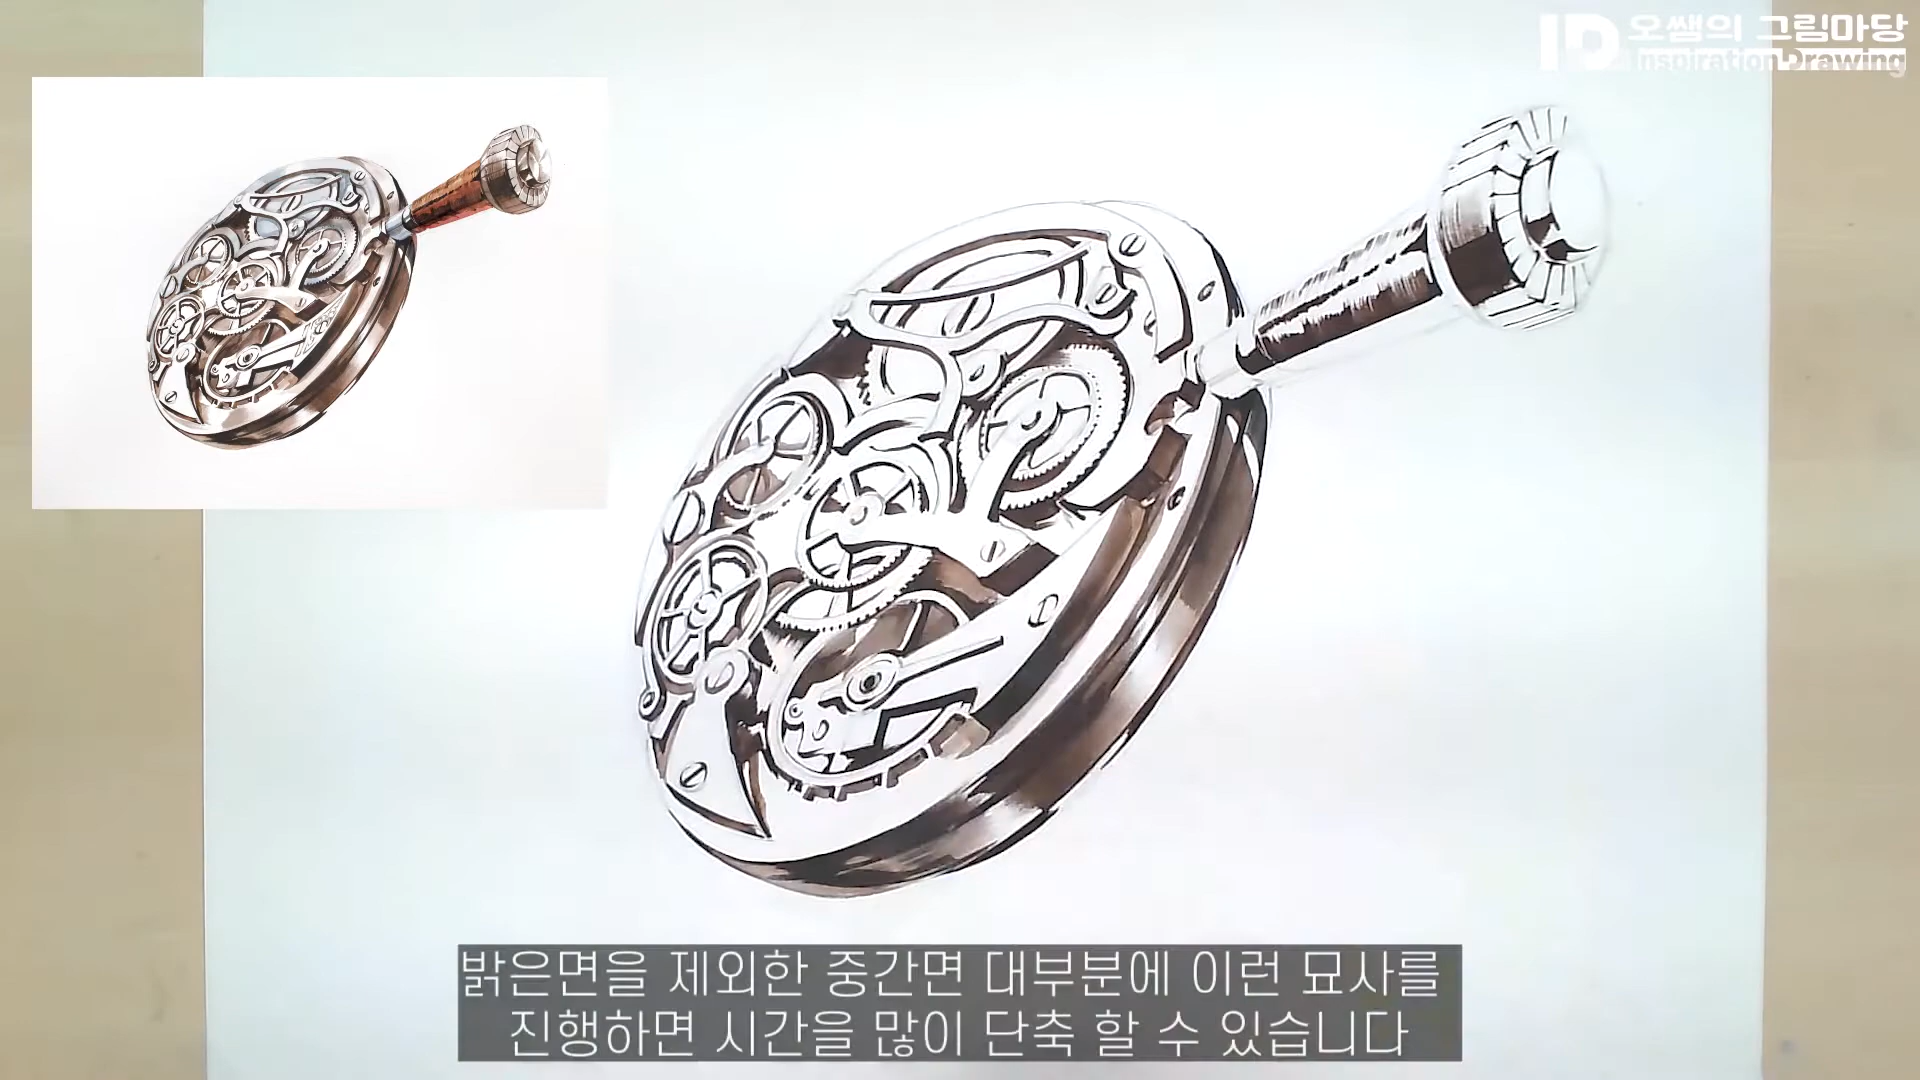 ID 오쌤의 그림마당
Inspiration Drawing
밝은면을 제외한 중간면 대부분에 이런 묘사를
진행하면 시간을 많이 단축 할 수 있습니다